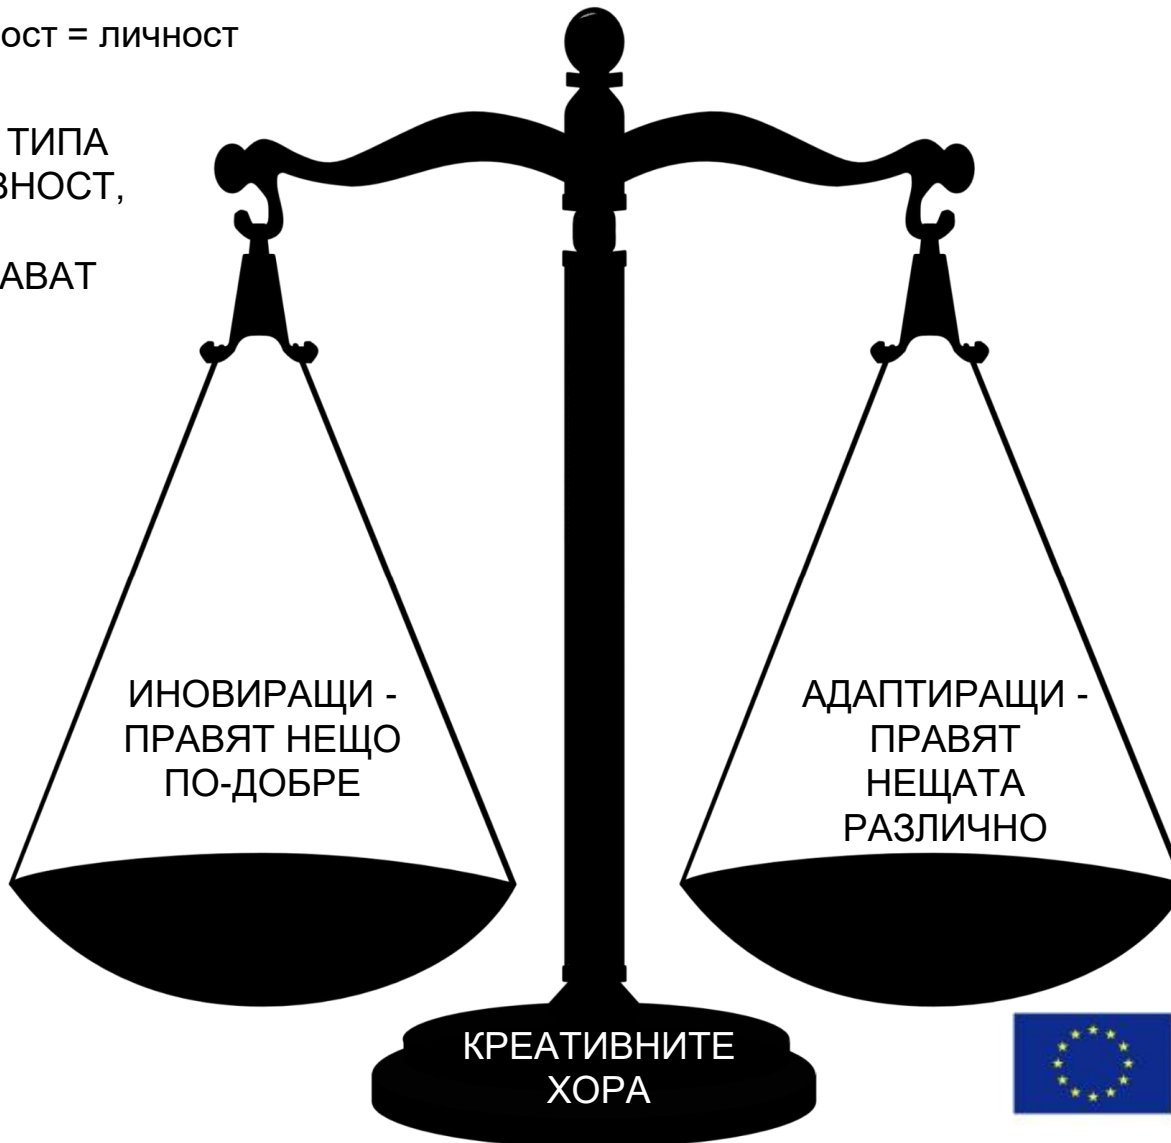 ост = личност
ТИПА
ВНОСТ,
АВАТ
ИНОВИРАЩИ -
ПРАВЯТ НЕЩО
ПО-ДОБРЕ
АДАПТИРАЩИ -
ПРАВЯТ
НЕЩАТА
РАЗЛИЧНО
КРЕАТИВНИТЕ
ХОРА